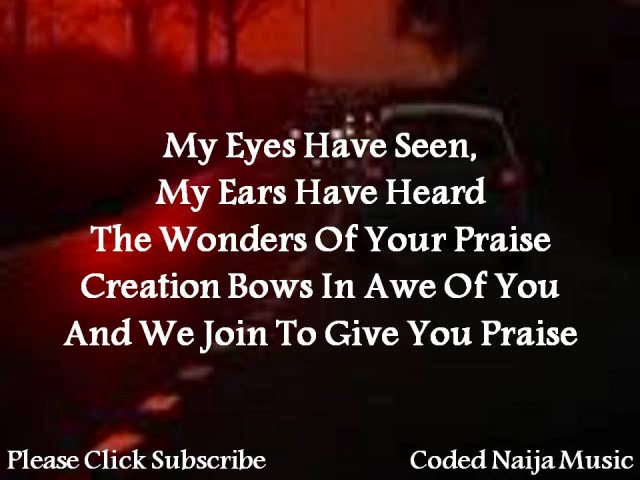 My Eyes Have Seen,
My Ears Have Heard
The Wonders Of Your Praise
Creation Bows In Awe Of You
And We Join To Give You Praise
Please Click Subscribe
Coded Naija Music